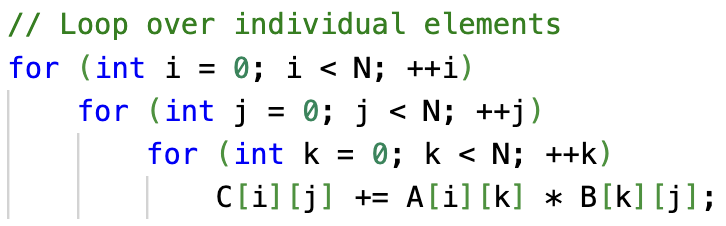 // Loop over individual elements
for (int i = 0; i < N; ++i)
    for (int j = 0; j < N; ++j)
        for (int k = 0; k < N; ++k)
            C[i][j] += A[i][k] * B[k][j];